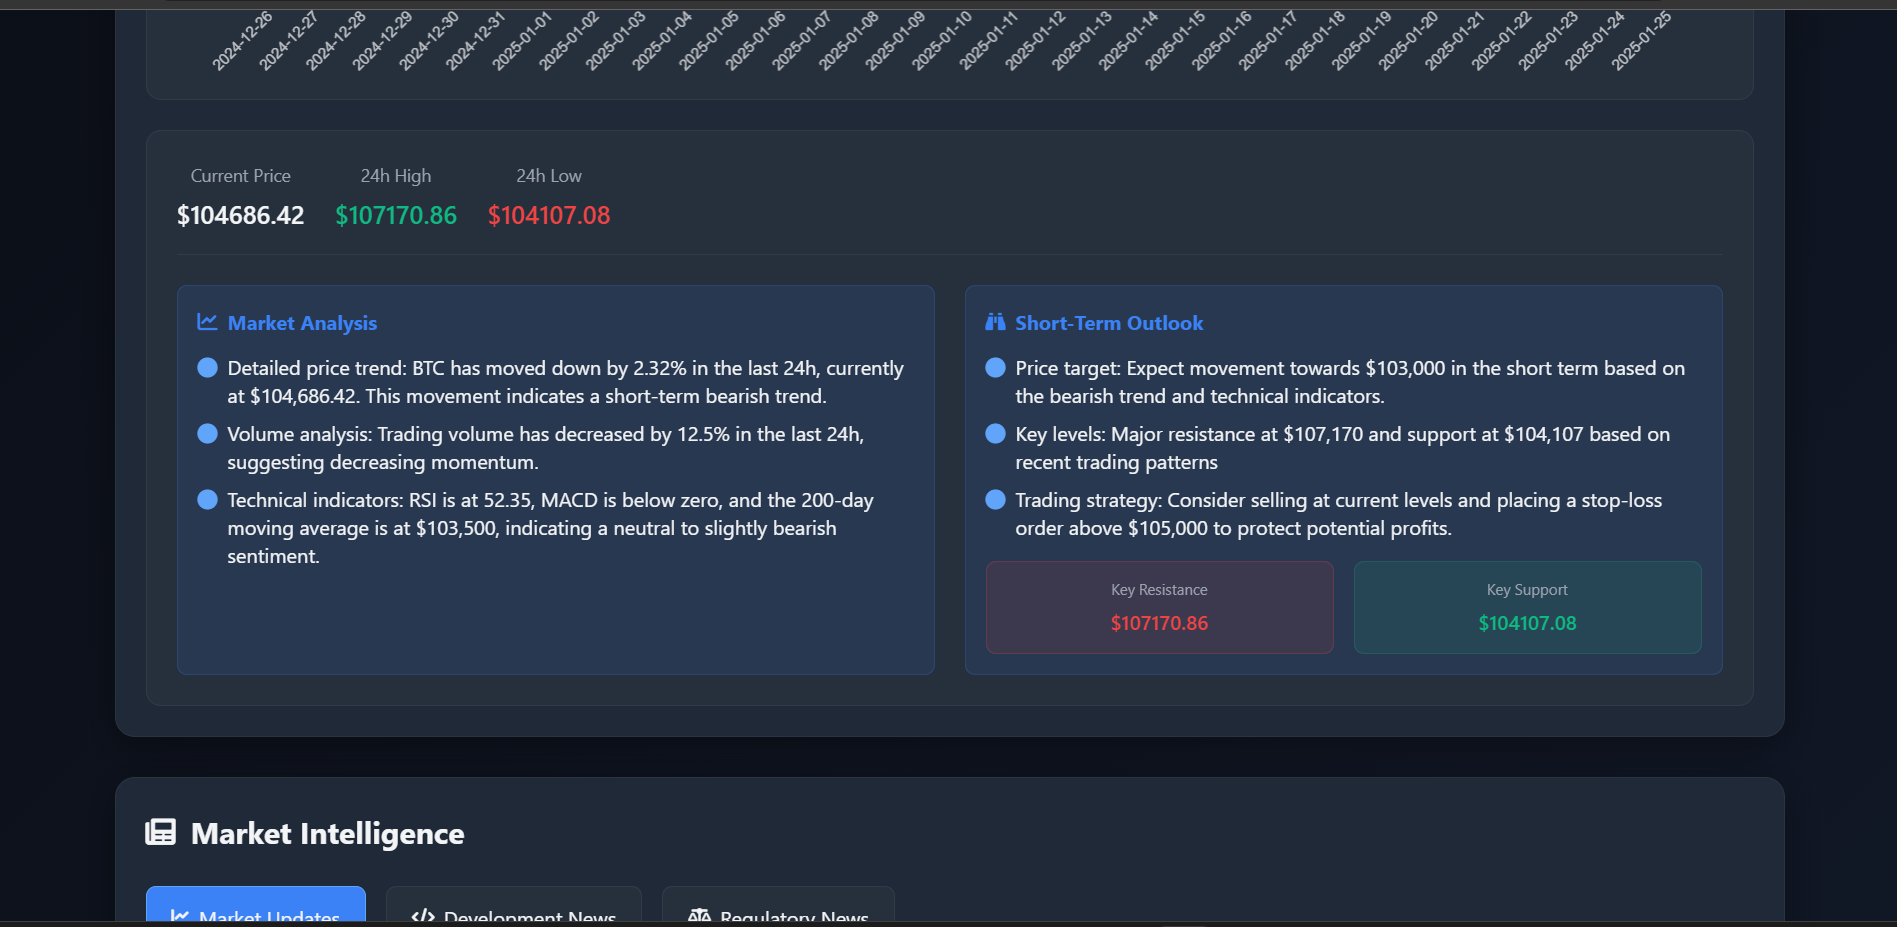 2024-12-26
2024-12-27
2024-12-28
2024-12-29
2024-12-30
2024-12-31
2025-01-01
2025-01-02
2025-01-03
2025-01-04
2025-01-05
2025-01-06
2025-01-07
2025-01-08
2025-01-09
2025-01-10
2025-01-11
2025-01-12
2025-01-13
2025-01-14
2025-01-15
2025-01-16
2025-01-17
2025-01-18
2025-01-19
2025-01-20
2025-01-21
2025-01-22
2025-01-23
2025-01-24
2025-01-25
Current Price 24h High 24h Low
$104686.42 $107170.86 $104107.08
Market Analysis
Detailed price trend: BTC has moved down by 2.32% in the last 24h, currently
at $104,686.42. This movement indicates a short-term bearish trend.
Volume analysis: Trading volume has decreased by 12.5% in the last 24h,
suggesting decreasing momentum.
Technical indicators: RSI is at 52.35, MACD is below zero, and the 200-day
moving average is at $103,500, indicating a neutral to slightly bearish
sentiment.
Short-Term Outlook
Price target: Expect movement towards $103,000 in the short term based on
the bearish trend and technical indicators.
Key levels: Major resistance at $107,170 and support at $104,107 based on
recent trading patterns
Trading strategy: Consider selling at current levels and placing a stop-loss
order above $105,000 to protect potential profits.
Key Resistance
$107170.86
Key Support
$104107.08
Market Intelligence
Market Updates Development News Regulatory News